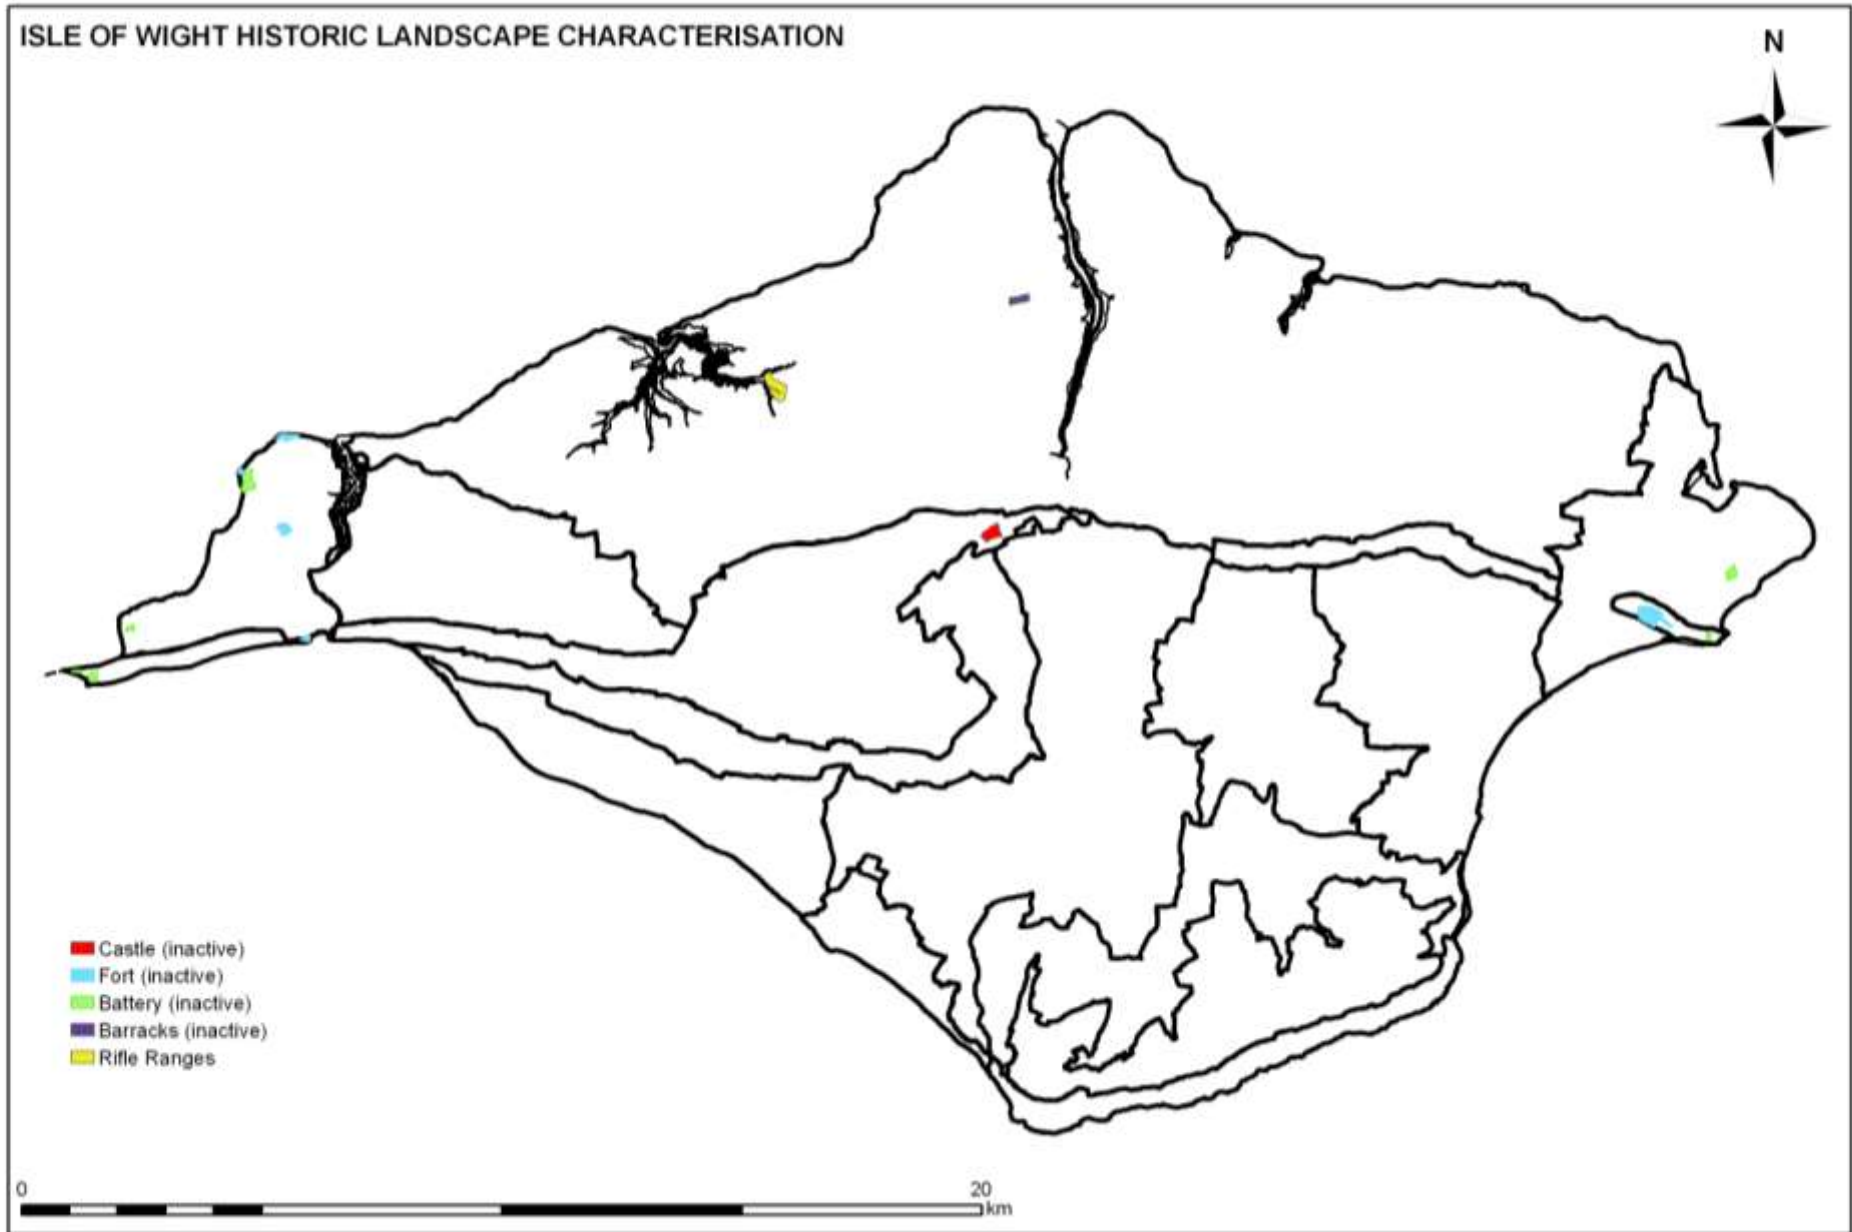 ISLE OF WIGHT HISTORIC LANDSCAPE CHARACTERISATION
N
Castle (inactive)
Fort (inactive)
Battery (inactive)
Barracks (inactive)
Rifle Ranges
0 20
km